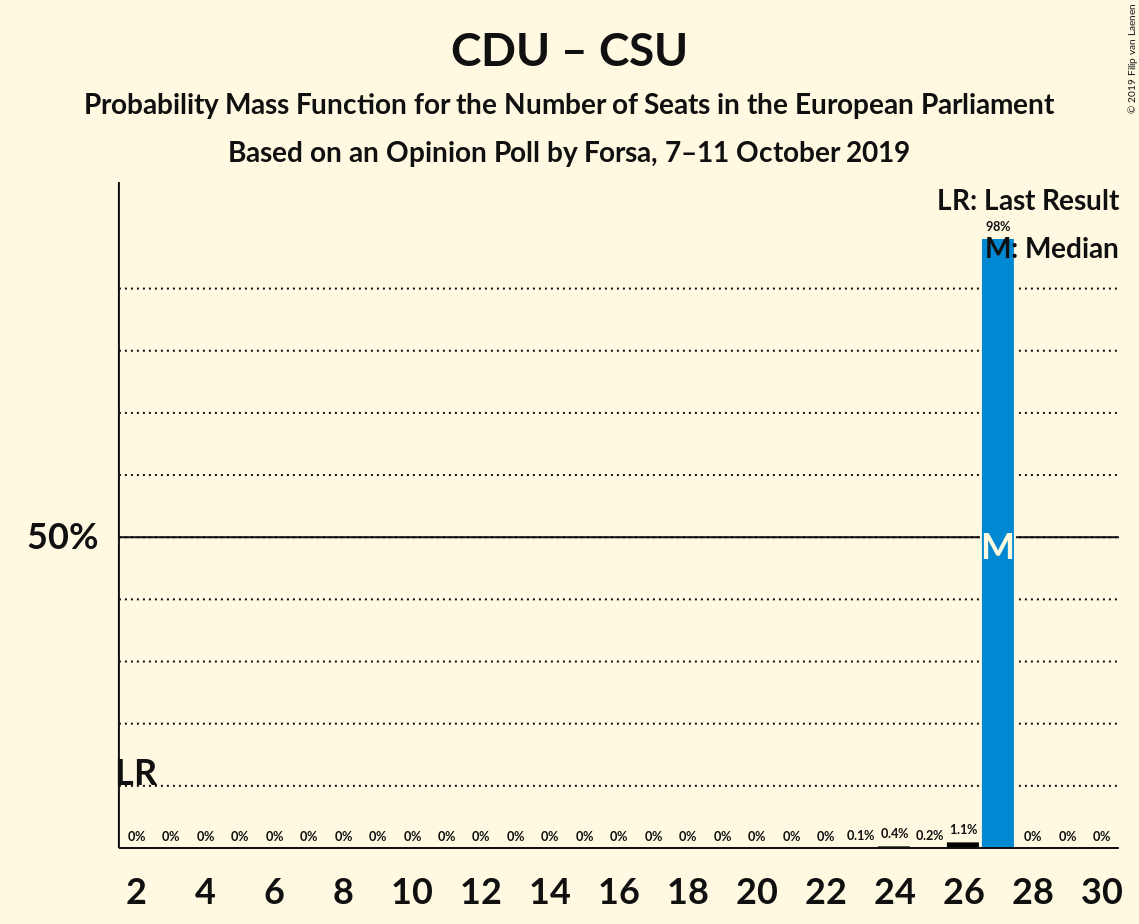 CDU – CSU
Probability Mass Function for the Number of Seats in the European Parliament
Based on an Opinion Poll by Forsa, 7–11 October 2019
© 2019 Filip van Laenen
LR: Last Result
98%
M: Median
50%
M
LR
0% 0% 0% 0% 0% 0% 0% 0% 0% 0% 0% 0% 0% 0% 0% 0% 0% 0% 0% 0% 0% 0.1% 0.4% 0.2% 1.1% 0% 0% 0%
2 4 6 8 10 12 14 16 18 20 22 24 26 28 30